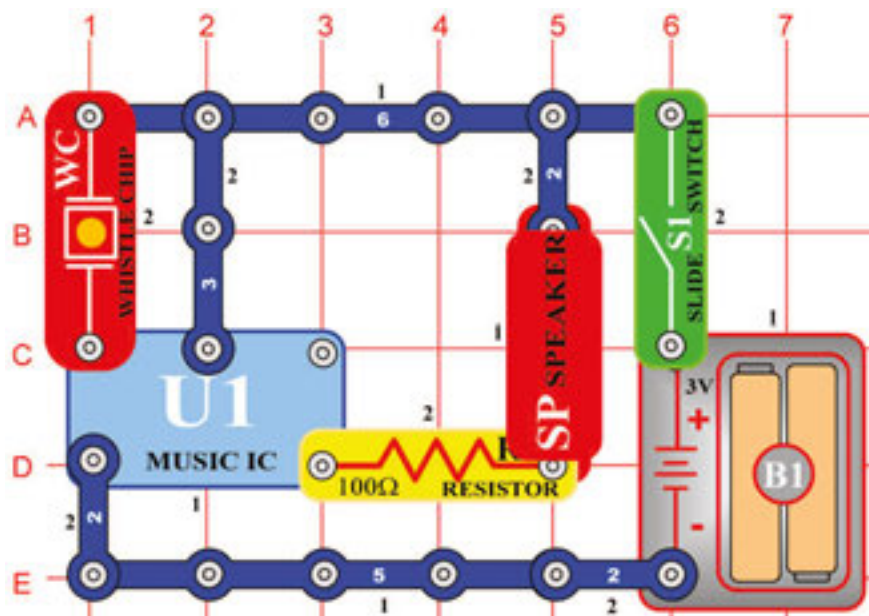 1 2 3 4 5 6 7
A
1
6
WC
WHISTLE CHIP
2
2
2
2
S1
SLIDE SWITCH
2
B
3
SP
SPEAKER
1
C
U1
MUSIC IC
1
2
R
100Ω
RESISTOR
D
3V
+
-
B1
1
2
2
E
5
1
2
2